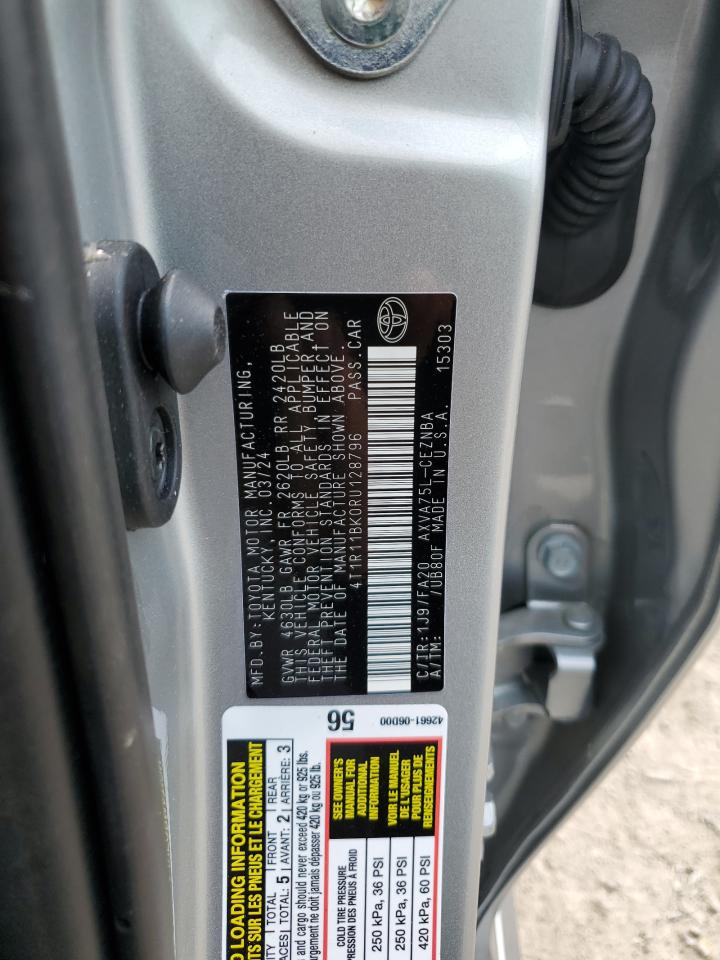 MFD.BY:TOYOTA MOTOR MANUFACTURING,
KENTUCKY, INC. 03/24
GVWR 4630LB GAWR FR 2620LB RR 2420LB
THIS VEHICLE CONFORMS TO ALL APPLICABLE
FEDERAL MOTOR VEHICLE SAFETY, BUMPER AND
THEFT PREVENTION STANDARDS IN EFFECT ON
THE DATE OF MANUFACTURE SHOWN ABOVE.
4T1R11BK0RU128796 PASS.CAR
C/TR:1J9/FA20 AXVA75L-CEZNBA
A/TM: /UB80F MADE IN U.S.A. 15303
LOADING INFORMATION
SUR LES PNEUS ET LE CHARGEMENT
TOTAL FRONT REAR
TOTAL: 5 AVANT: 2 ARRIÈRE: 3
and cargo should never exceed 420 kg or 925 lbs.
ne doit jamais dépasser 420 kg ou 925 lb.
56
42661-06D00
COLD TIRE PRESSURE
DES PNEUS À FROID
250 kPa, 36 PSI
250 kPa, 36 PSI
420 kPa, 60 PSI
SEE OWNER'S
MANUAL FOR
ADDITIONAL
INFORMATION
VOIR LE MANUEL
DE L'USAGER
POUR PLUS DE
RENSEIGNEMENTS